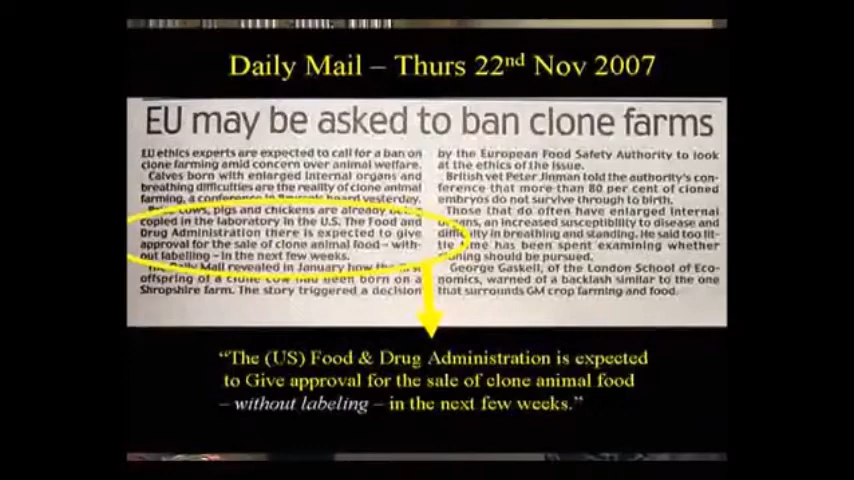 Daily Mail – Thurs 22nd Nov 2007
EU may be asked to ban clone farms
EU ethics experts are expected to call for a ban on
clone farming amid concern over animal welfare.
Calves born with enlarged internal organs and
breathing difficulties are the reality of clone animal
farming, a conference in Brussels heard yesterday.
cows, pigs and chickens are already being
copied in the laboratory in the U.S. The Food and
Drug Administration there is expected to give
approval for the sale of clone animal food – with-
out labelling – in the next few weeks.
The Daily Mail revealed in January how the
offspring of a clone cow had been born on a
Shropshire farm. The story triggered a decision
by the European Food Safety Authority to look
at the ethics of the issue.
British vet Peter Jinman told the authority's con-
ference that more than 80 per cent of cloned
embryos do not survive through to birth.
Those that do often have enlarged internal
organs, an increased susceptibility to disease and
difficulty in breathing and standing. He said too lit-
tle time has been spent examining whether
cloning should be pursued.
George Gaskell, of the London School of Eco-
nomics, warned of a backlash similar to the one
that surrounds GM crop farming and food.
“The (US) Food & Drug Administration is expected
to Give approval for the sale of clone animal food
– without labeling – in the next few weeks.”